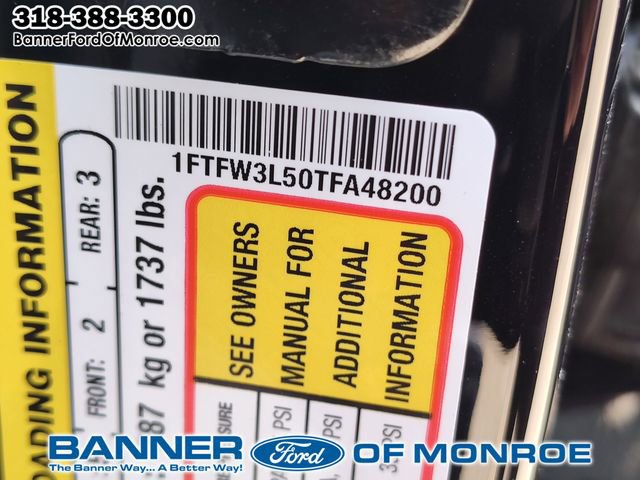 318-388-3300
BannerFordOfMonroe.com
1FTFW3L50TFA48200
LOADING INFORMATION
FRONT: 2 REAR: 3
87 kg or 1737 lbs.
SEE OWNERS
MANUAL FOR
ADDITIONAL
INFORMATION
PSI
PSI
PSI
BANNER Ford OF MONROE
The Banner Way... A Better Way!